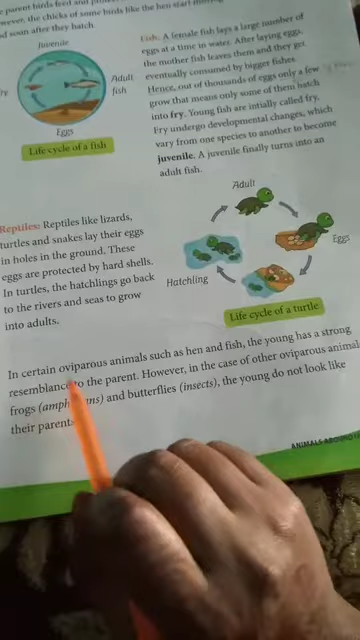 parent birds feed and
However, the chicks of some birds like the hen start
soon after they hatch.
Juvenile
Adult
fish
Fry
Eggs
Life cycle of a fish
Fish: A female fish lays a large number of
eggs at a time in water. After laying eggs,
the mother fish leaves them and they get
eventually consumed by bigger fishes.
Hence, out of thousands of eggs only a few
grow that means only some of them hatch
into fry. Young fish are intially called fry.
Fry undergo developmental changes, which
vary from one species to another to become
juvenile. A juvenile finally turns into an
adult fish.
Reptiles: Reptiles like lizards,
turtles and snakes lay their eggs
in holes in the ground. These
eggs are protected by hard shells.
In turtles, the hatchlings go back
to the rivers and seas to grow
into adults.
Adult
Eggs
Hatchling
Life cycle of a turtle
In certain oviparous animals such as hen and fish, the young has a strong
resemblance to the parent. However, in the case of other oviparous animal
frogs and butterflies (insects), the young do not look like
their parent
ANIMALS AROUND